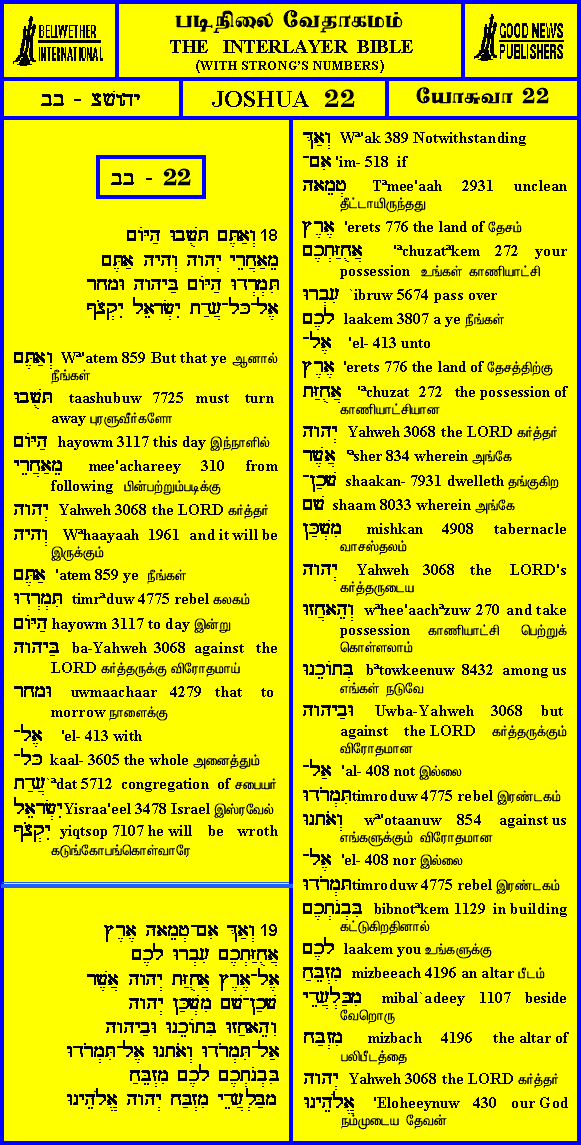 BELLWETHER
INTERNATIONAL
படிநிலை வேதாகமம்
THE INTERLAYER BIBLE
(WITH STRONG'S NUMBERS)
GOOD NEWS
PUBLISHERS
יהושצ - בב
JOSHUA 22
யோசுவா 22
בב - 22
18 וְאַתֶּם תָּשֻׁבוּ הַיּוֹם
מֵאַחֲרֵי יְהוָה וְהָיָה אַתֶּם
תִּמְרְדוּ הַיּוֹם בַּיהוָה וּמָחָר
אֶל־כָּל־עֲדַת יִשְׂרָאֵל יִקְצֹף
וְאַתֶּם Wᵃ'atem 859 But that ye ஆனால்
நீங்கள்
תָּשֻׁבוּ taashubuw 7725 must turn
away புரளுவீர்களோ
הַיּוֹם hayowm 3117 this day இந்நாளில்
מֵאַחֲרֵי mee'achareey 310 from
following பின்பற்றும்படிக்கு
יְהוָה Yahweh 3068 the LORD கர்த்தர்
וְהָיָה Wᵃhaayaah 1961 and it will be
இருக்கும்
אַתֶּם 'atem 859 ye நீங்கள்
תִּמְרְדוּ timrᵃduw 4775 rebel கலகம்
הַיּוֹם hayowm 3117 to day இன்று
בַּיהוָה ba-Yahweh 3068 against the
LORD கர்த்தருக்கு விரோதமாய்
וּמָחָר uwmaachaar 4279 that to
morrow நாளைக்கு
אֶל־ 'el- 413 with
כָּל־ kaal- 3605 the whole அனைத்தும்
עֲדַת `ᵃdat 5712 congregation of சபையர்
יִשְׂרָאֵל Yisraa'eel 3478 Israel இஸ்ரவேல்
יִקְצֹף yiqtsop 7107 he will be wroth
கடுங்கோபங்கொள்வாரே
19 וְאַךְ אִם־טְמֵאָה אֶרֶץ
אֲחֻזַּתְכֶם עִבְרוּ לָכֶם
אֶל־אֶרֶץ אֲחֻזַּת יְהוָה אֲשֶׁר
שָׁכַן־שָׁם מִשְׁכַּן יְהוָה
וְהֵאָחֲזוּ בְּתוֹכֵנוּ וּבַיהוָה
אַל־תִּמְרֹדוּ וְאֹתָנוּ אֶל־תִּמְרֹדוּ
בִּבְנֹתְכֶם לָכֶם מִזְבֵּחַ
מִבַּלְעֲדֵי מִזְבַּח יְהוָה אֱלֹהֵינוּ
וְאַךְ Wᵃ'ak 389 Notwithstanding
אִם־ 'im- 518 if
טְמֵאָה Tᵃmee'aah 2931 unclean
தீட்டாயிருந்தது
אֶרֶץ 'erets 776 the land of தேசம்
אֲחֻזַּתְכֶם 'ᵃchuzatᵃkem 272 your
possession உங்கள் காணியாட்சி
עִבְרוּ `ibruw 5674 pass over
לָכֶם laakem 3807 a ye நீங்கள்
אֶל־ 'el- 413 unto
אֶרֶץ 'erets 776 the land of தேசத்திற்கு
אֲחֻזַּת 'ᵃchuzat 272 the possession of
காணியாட்சியான
יְהוָה Yahweh 3068 the LORD கர்த்தர்
אֲשֶׁר 'ᵃsher 834 wherein அங்கே
שָׁכַן־ shaakan- 7931 dwelleth தங்குகிற
שָׁם shaam 8033 wherein அங்கே
מִשְׁכַּן mishkan 4908 tabernacle
வாசஸ்தலம்
יְהוָה Yahweh 3068 the LORD's
கர்த்தருடைய
וְהֵאָחֲזוּ wᵃhee'aachᵃzuw 270 and take
possession காணியாட்சி பெற்றுக்
கொள்ளலாம்
בְּתוֹכֵנוּ bᵃtowkeenuw 8432 among us
எங்கள் நடுவே
וּבַיהוָה Uwba-Yahweh 3068 but
against the LORD கர்த்தருக்கும்
விரோதமான
אַל־ 'al- 408 not இல்லை
תִּמְרֹדוּ timroduw 4775 rebel இரண்டகம்
וְאֹתָנוּ wᵃ'otaanuw 854 against us
எங்களுக்கும் விரோதமான
אֶל־ 'el- 408 nor இல்லை
תִּמְרֹדוּ timroduw 4775 rebel இரண்டகம்
בִּבְנֹתְכֶם bibnotᵃkem 1129 in building
கட்டுகிறதினால்
לָכֶם laakem you உங்களுக்கு
מִזְבֵּחַ mizbeeach 4196 an altar பீடம்
מִבַּלְעֲדֵי mibal`adeey 1107 beside
வேறொரு
מִזְבַּח mizbach 4196 the altar of
பலிபீடத்தை
יְהוָה Yahweh 3068 the LORD கர்த்தர்
אֱלֹהֵינוּ 'Eloheeynuw 430 our God
நம்முடைய தேவன்